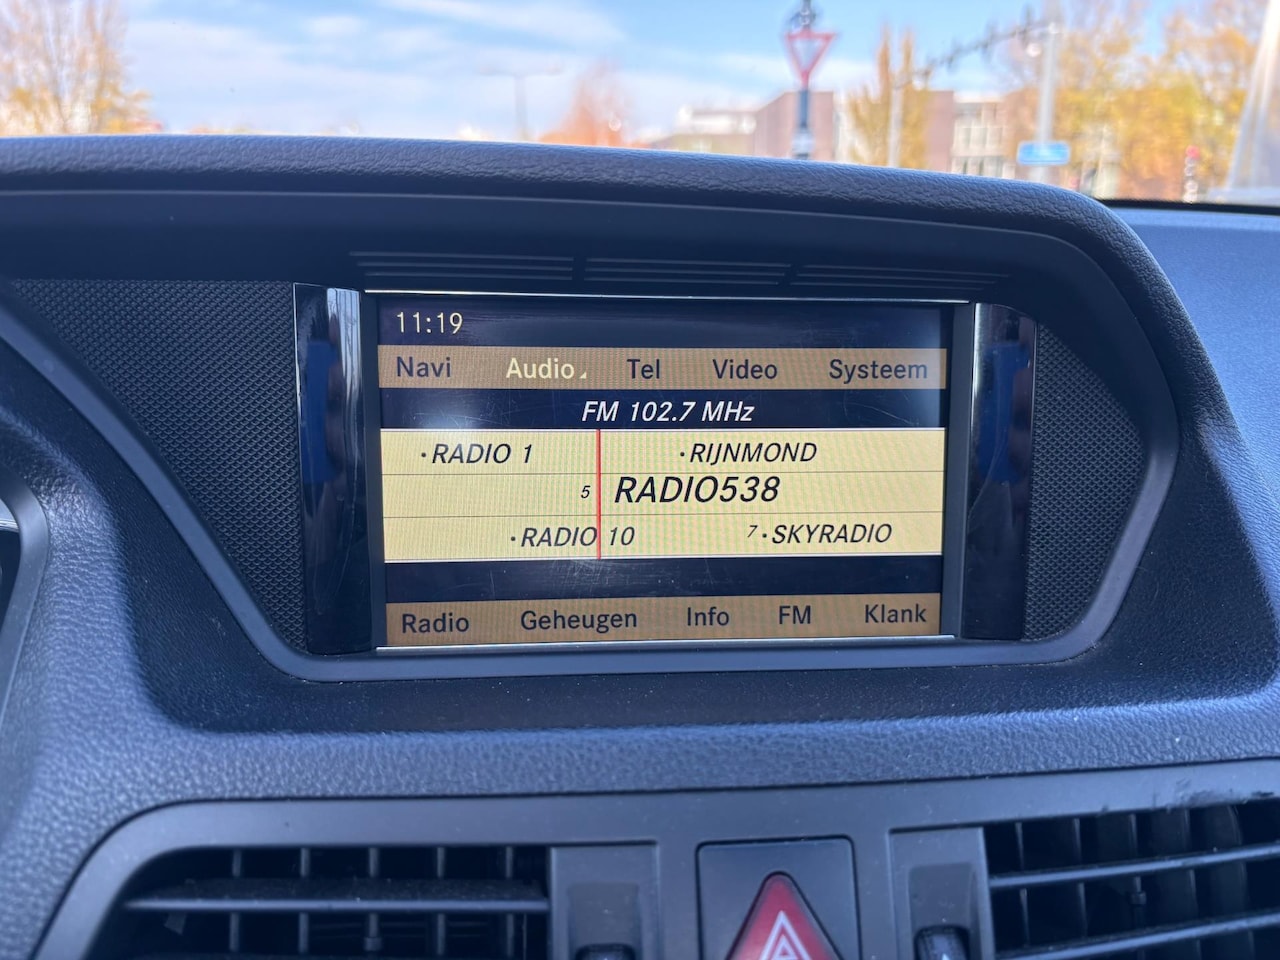 11:19
Navi Audio Tel Video Systeem
FM 102.7 MHz
·RADIO 1 ·RIJNMOND
5 RADIO538
·RADIO 10 7·SKYRADIO
Radio Geheugen Info FM Klank